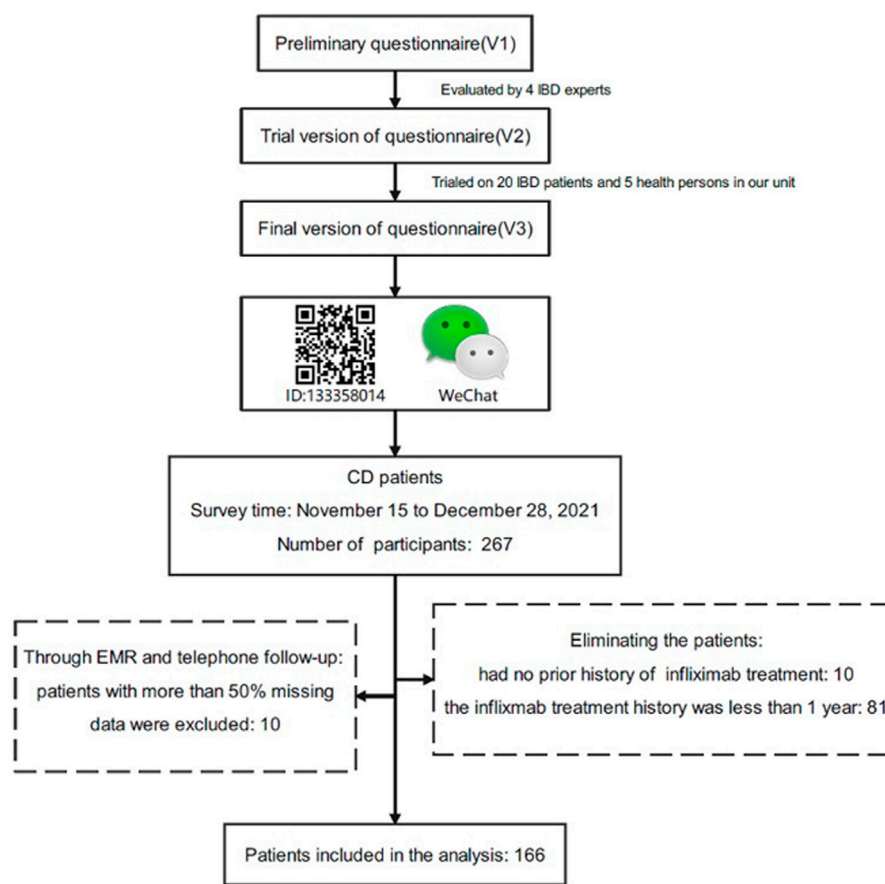 Preliminary questionnaire(V1)
Evaluated by 4 IBD experts
Trial version of questionnaire(V2)
Trialed on 20 IBD patients and 5 health persons in our unit
Final version of questionnaire(V3)
ID:133358014
WeChat
CD patients
Survey time: November 15 to December 28, 2021
Number of participants: 267
Through EMR and telephone follow-up:
patients with more than 50% missing
data were excluded: 10
Eliminating the patients:
had no prior history of infliximab treatment: 10
the inflixmab treatment history was less than 1 year: 81
Patients included in the analysis: 166